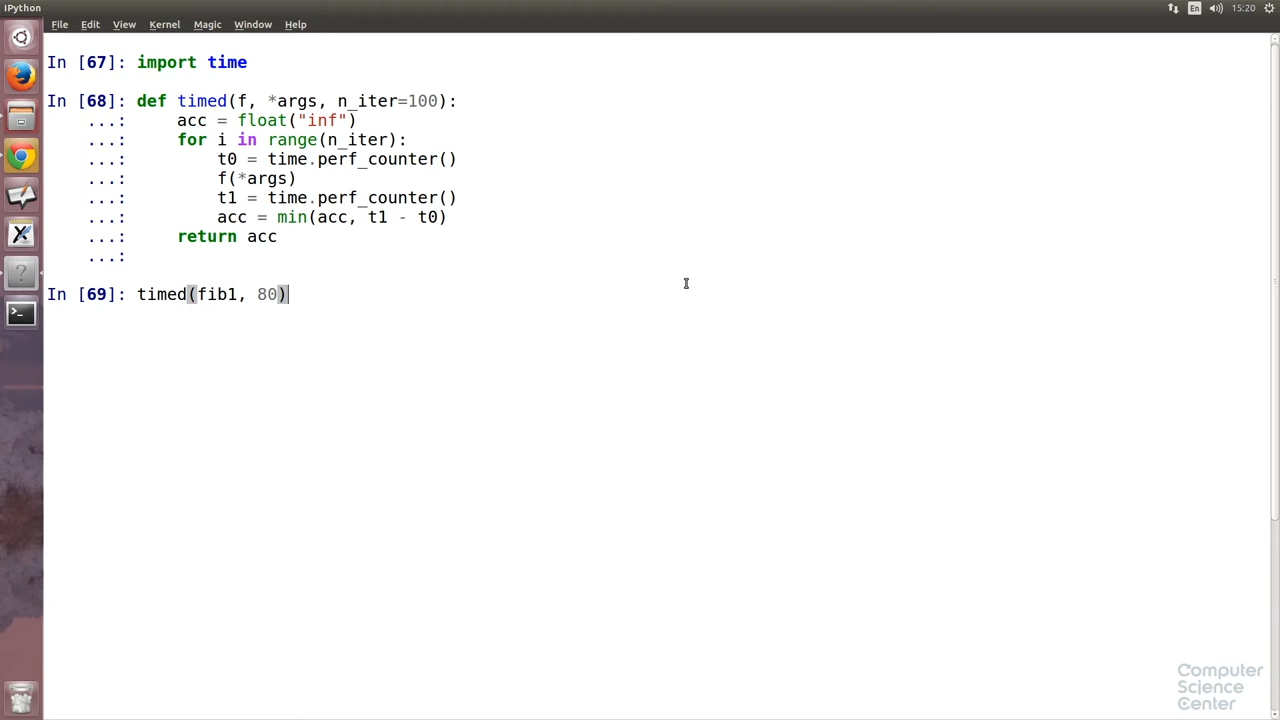 IPython
En
15:20
File Edit View Kernel Magic Window Help
In [67]: import time
In [68]: def timed(f, *args, n_iter=100):
...: acc = float("inf")
...: for i in range(n_iter):
...: t0 = time.perf_counter()
...: f(*args)
...: t1 = time.perf_counter()
...: acc = min(acc, t1 - t0)
...: return acc
...:
In [69]: timed(fib1, 80)
Computer
Science
Center